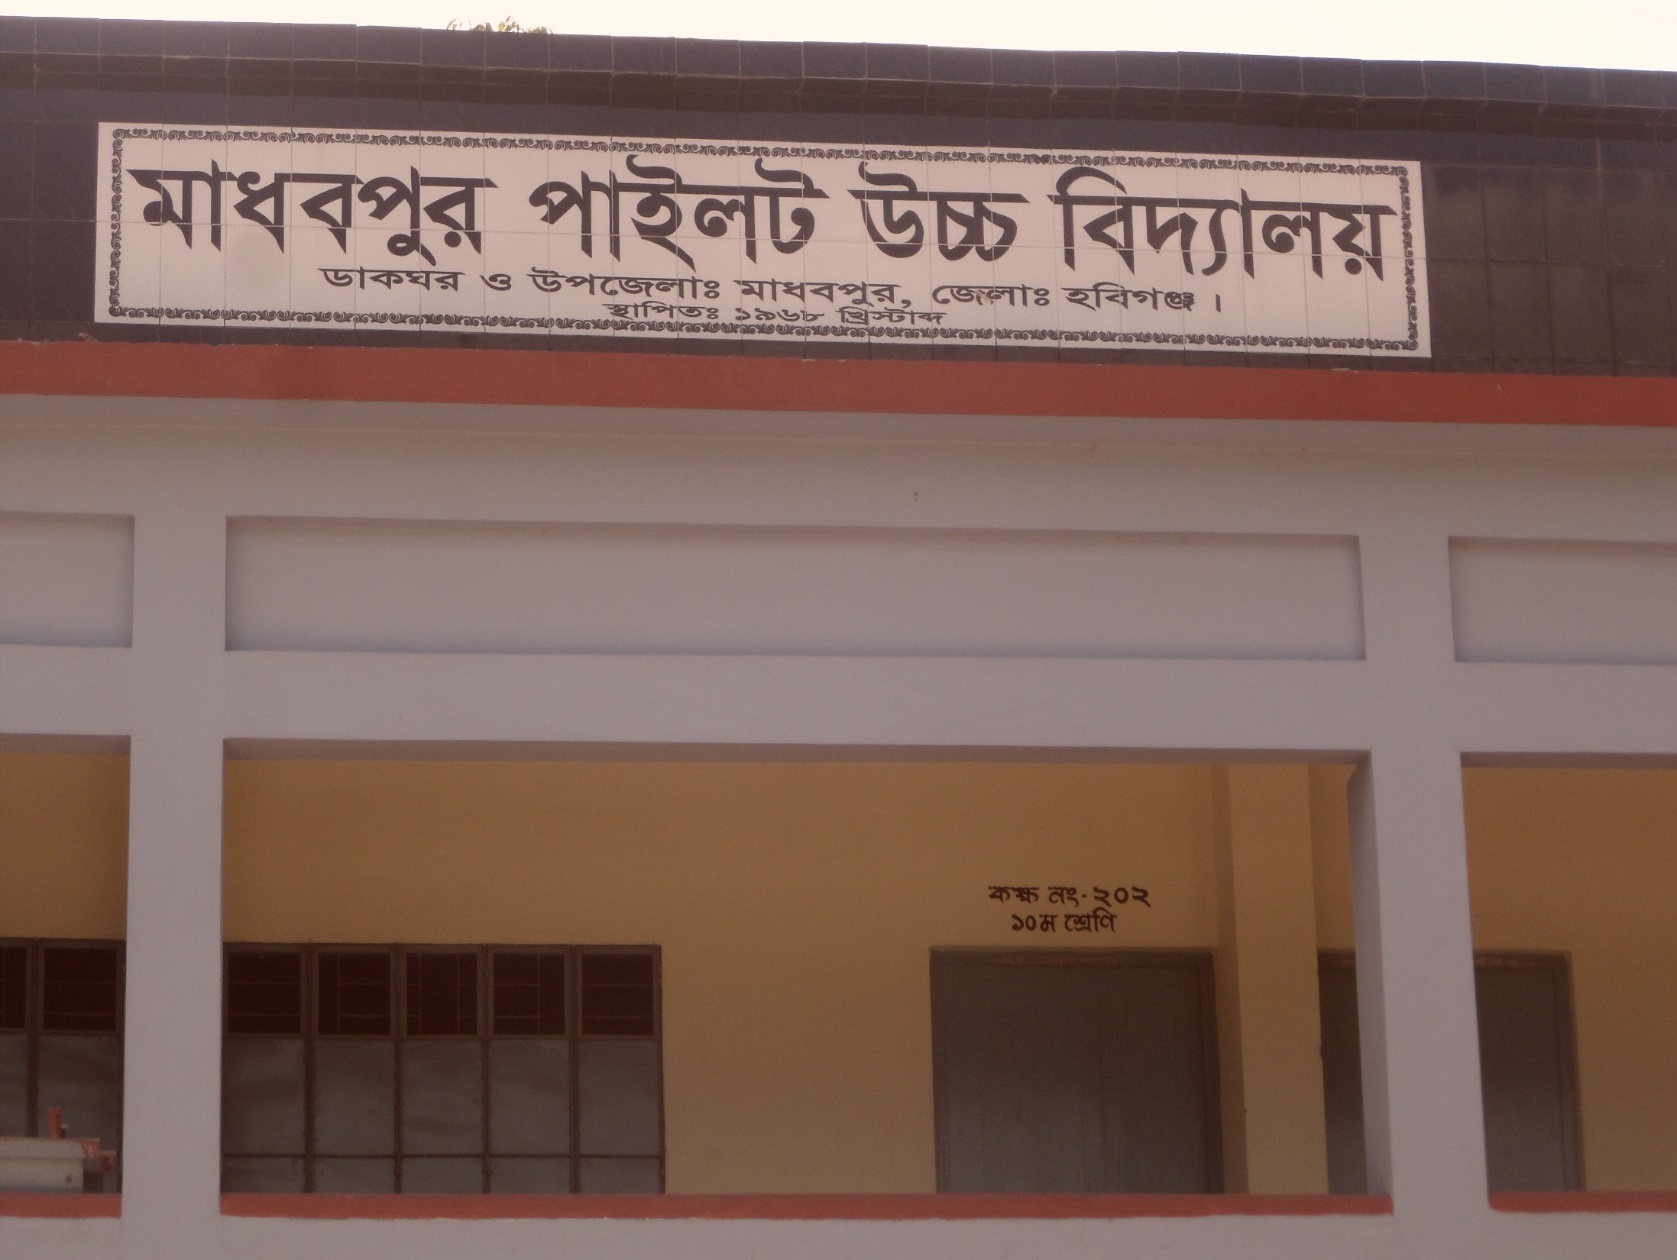 মাধবপুর পাইলট উচ্চ বিদ্যালয়
ডাকঘর ও উপজেলাঃ মাধবপুর, জেলাঃ হবিগঞ্জ ।
স্থাপিতঃ ১৯৬৮ খ্রিস্টাব্দ
কক্ষ নং-২০২
১০ম শ্রেণি